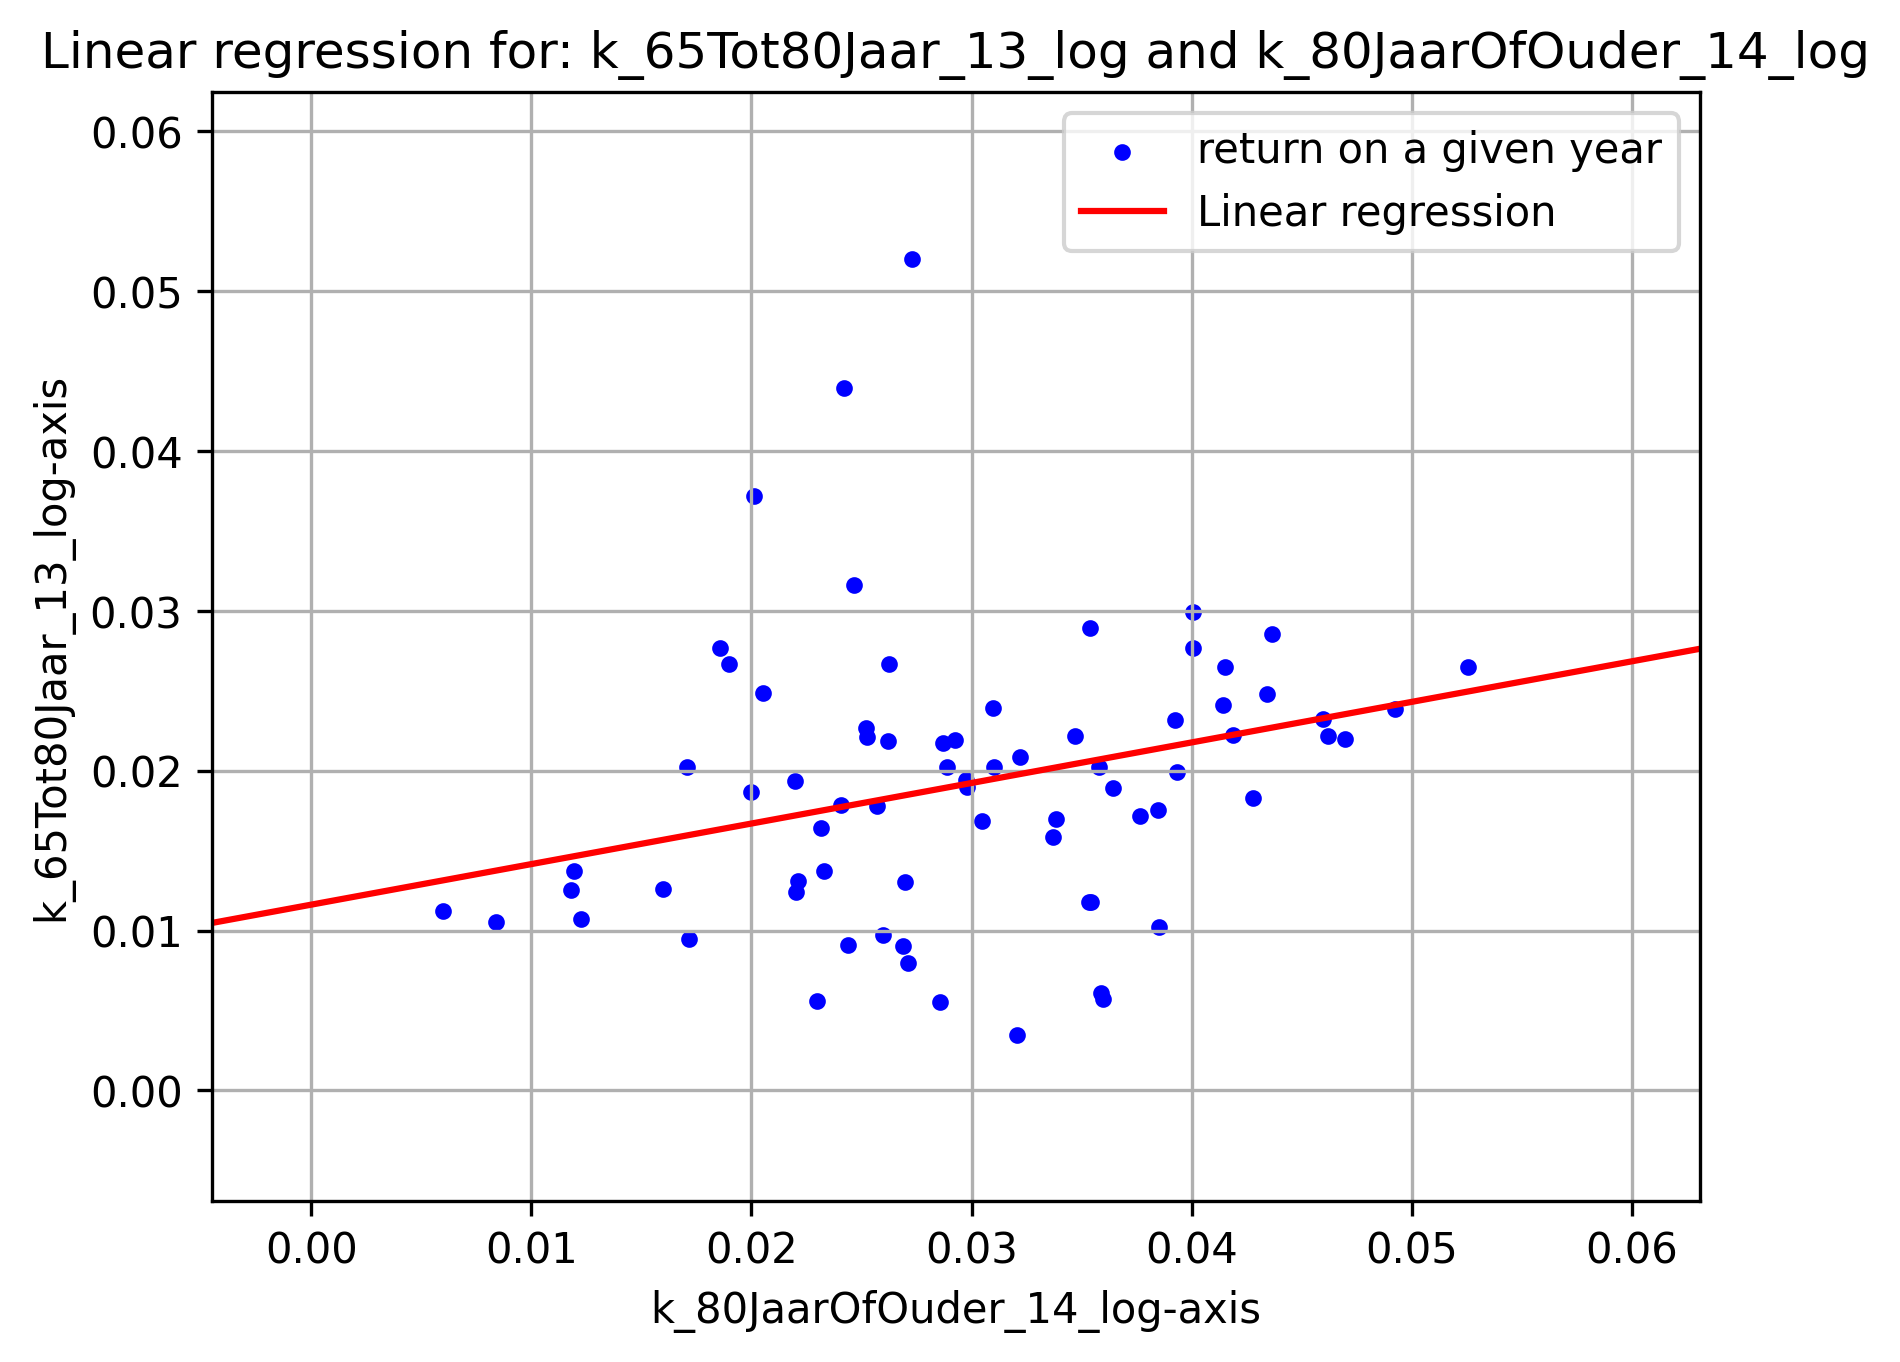 Linear regression for: k_65Tot80Jaar_13_log and k_80JaarOfOuder_14_log
return on a given year
Linear regression
k_65Tot80Jaar_13_log-axis
0.06
0.05
0.04
0.03
0.02
0.01
0.00
0.00 0.01 0.02 0.03 0.04 0.05 0.06
k_80JaarOfOuder_14_log-axis